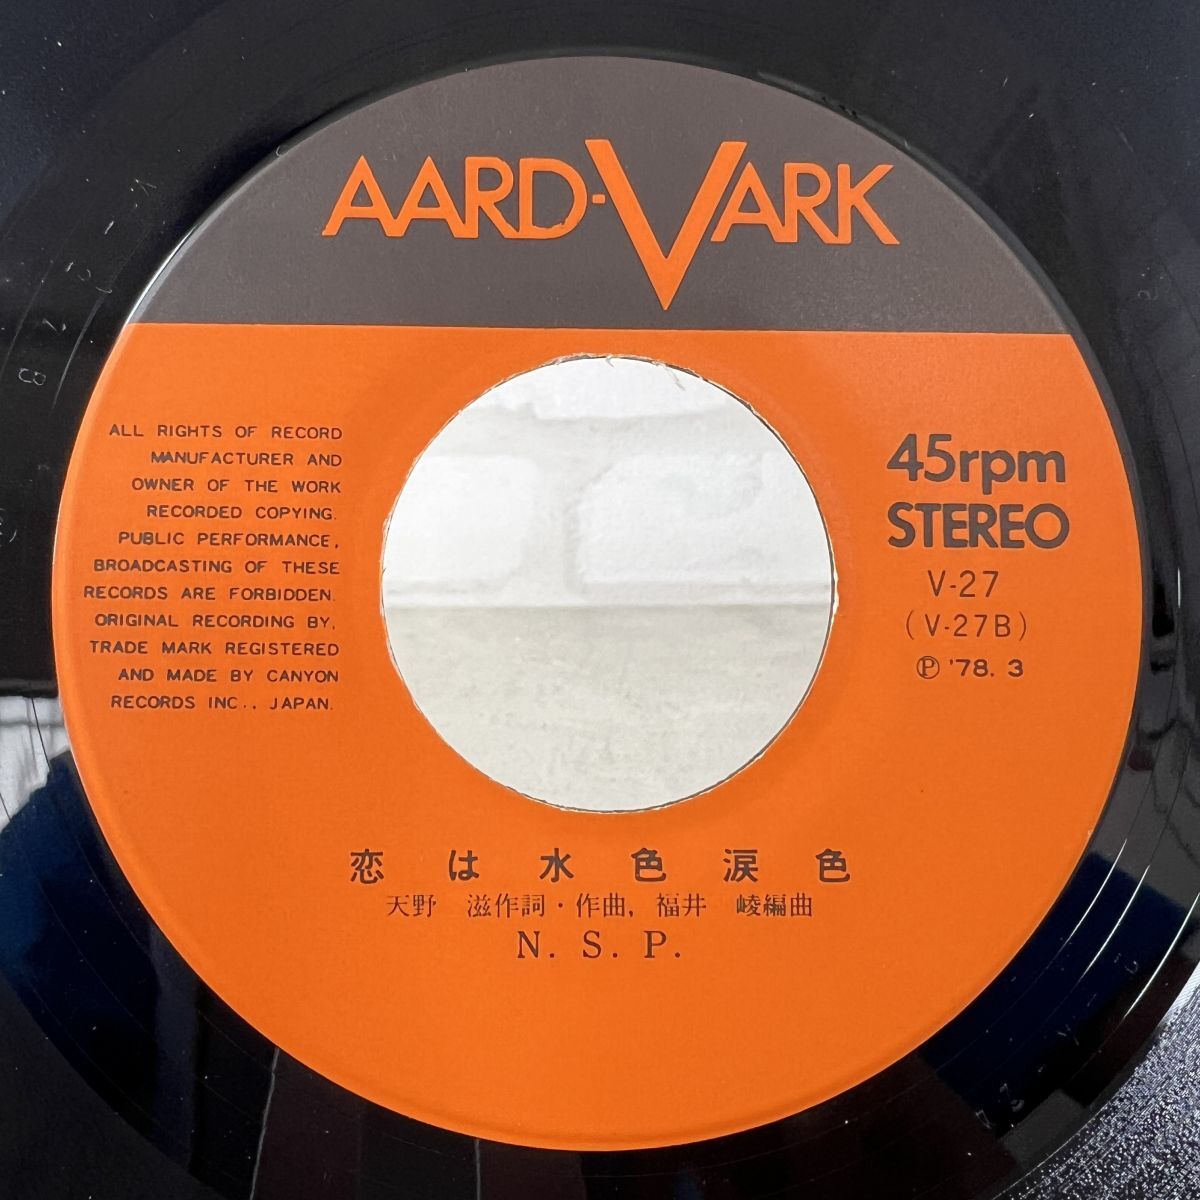 AARD-VARK
ALL RIGHTS OF RECORD
MANUFACTURER AND
OWNER OF THE WORK
RECORDED COPYING.
PUBLIC PERFORMANCE,
BROADCASTING OF THESE
RECORDS ARE FORBIDDEN.
ORIGINAL RECORDING BY,
TRADE MARK REGISTERED
AND MADE BY CANYON
RECORDS INC., JAPAN.
45rpm
STEREO
V-27
(V-27B)
Ⓟ '78. 3
恋は水色涙色
天野 滋作詞・作曲, 福井 崚編曲
N. S. P.